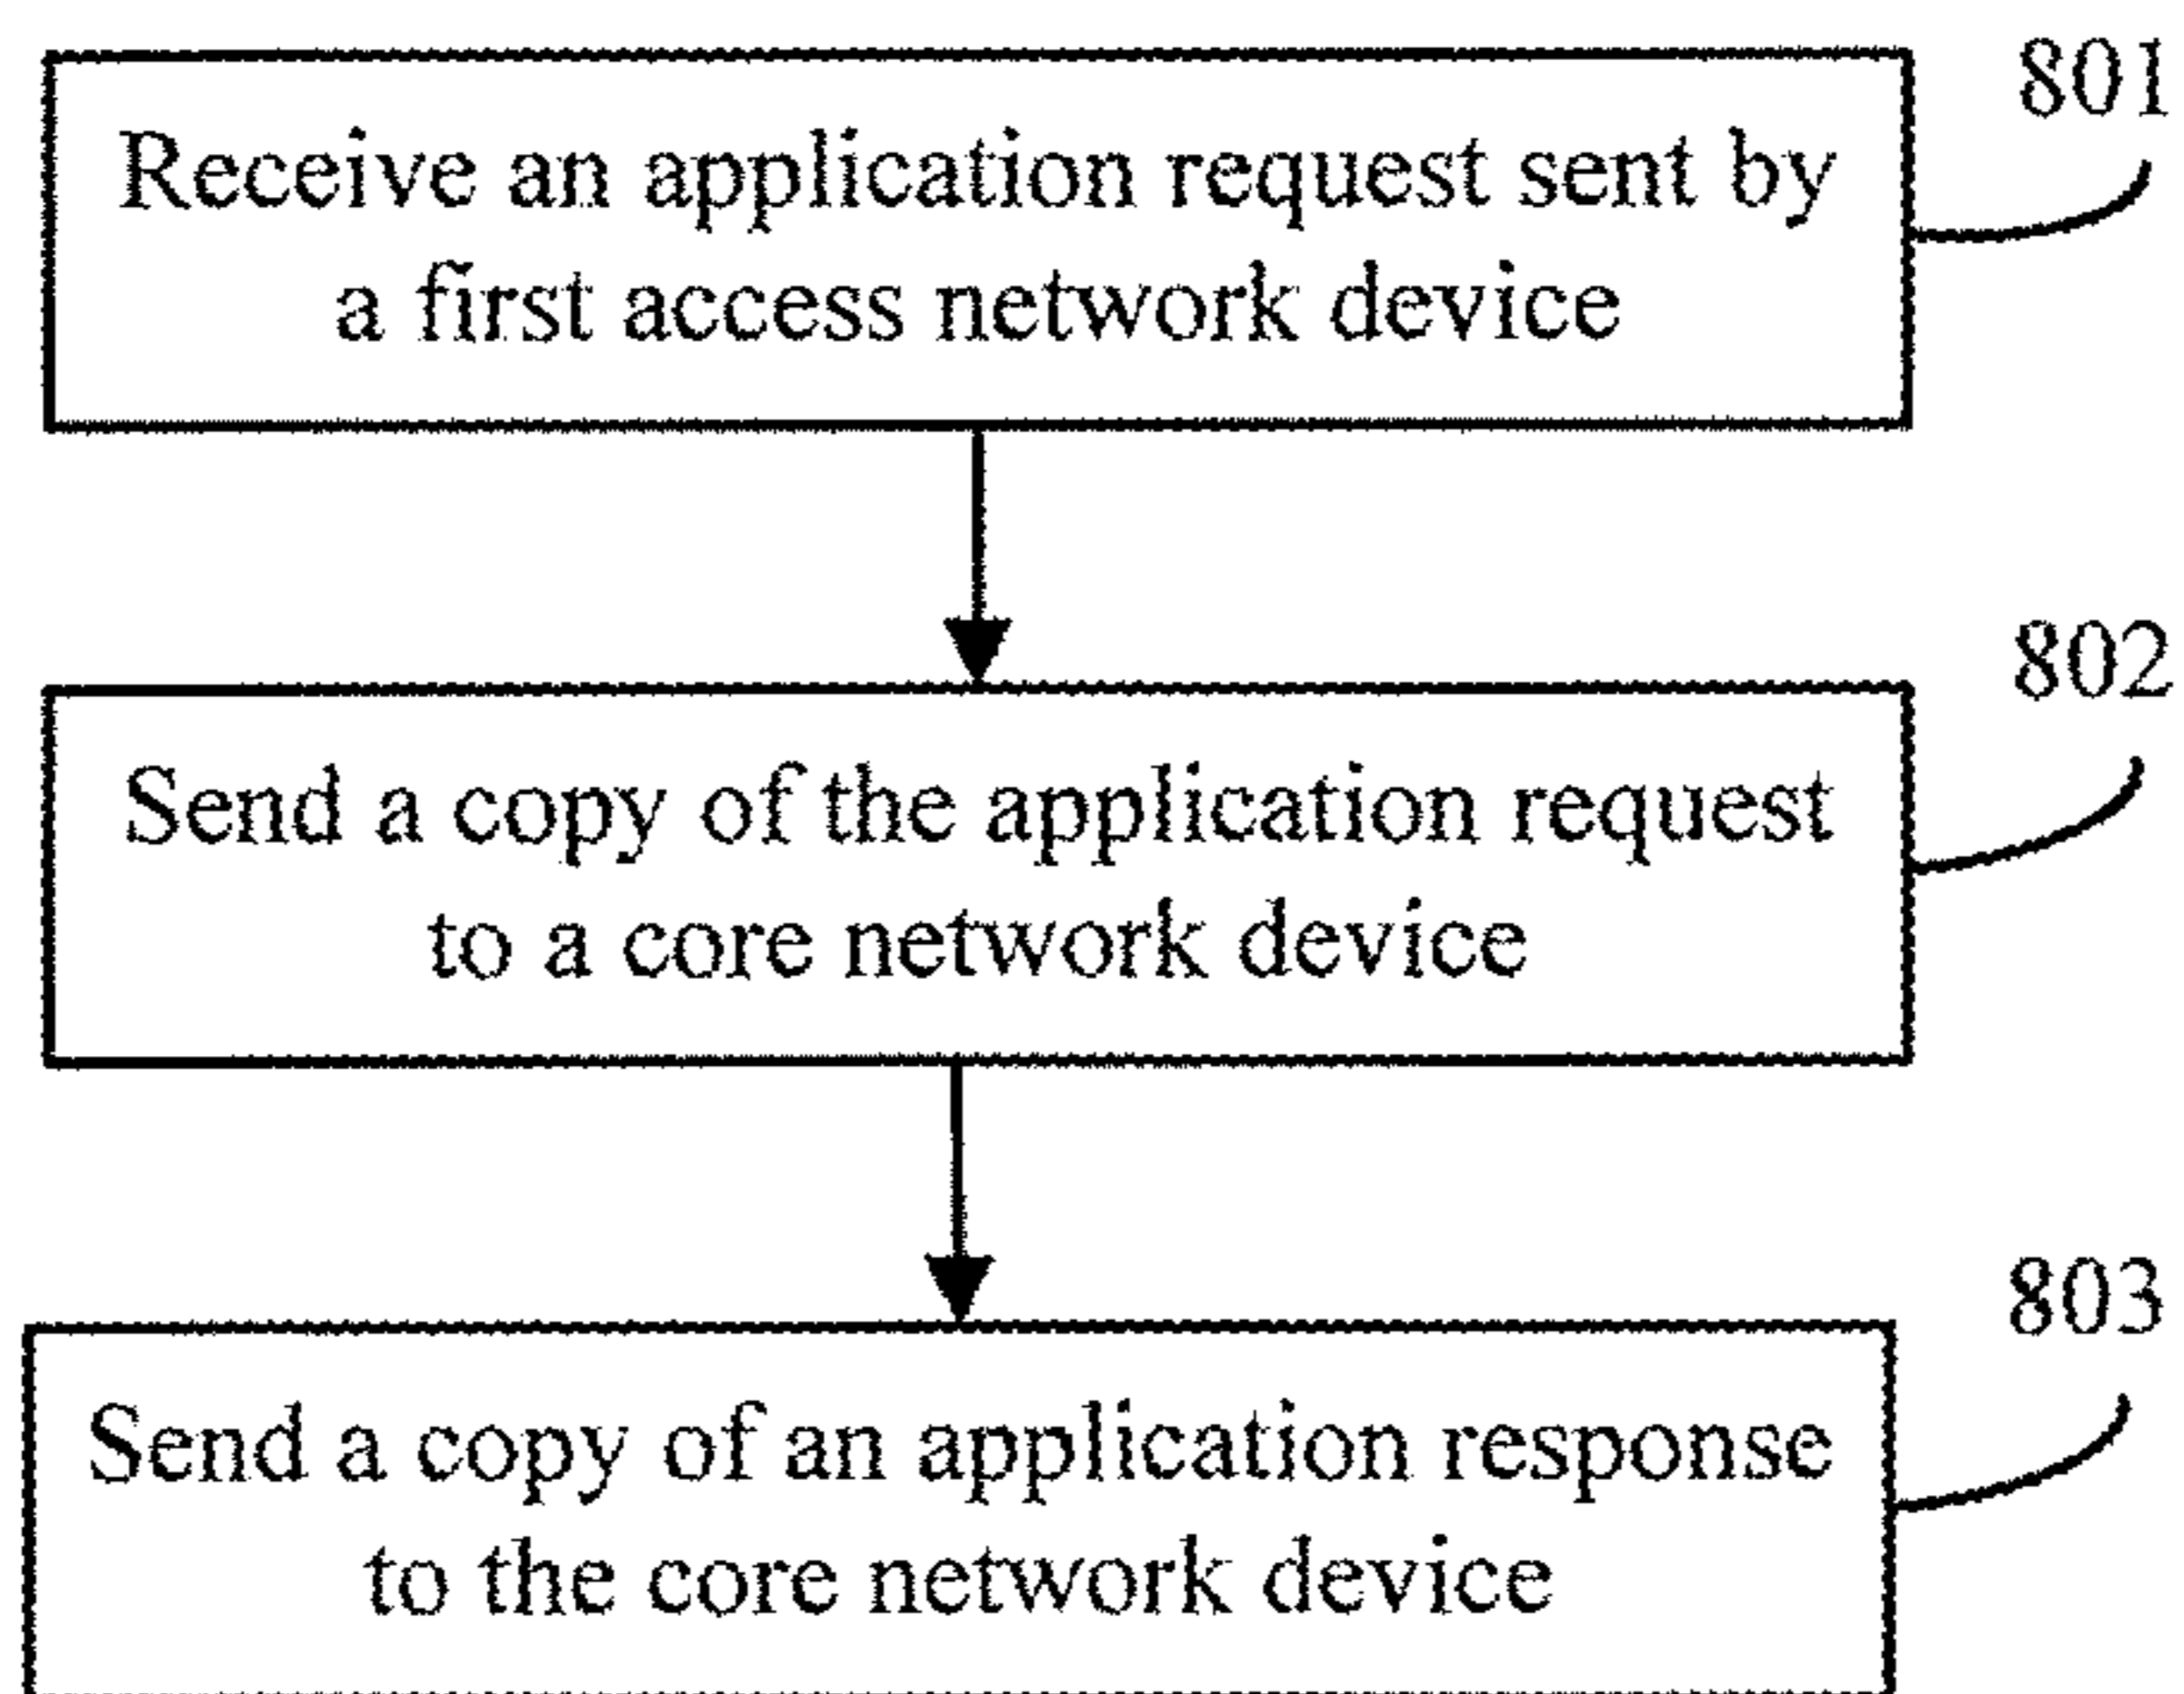 801
Receive an application request sent by
a first access network device
802
Send a copy of the application request
to a core network device
803
Send a copy of an application response
to the core network device